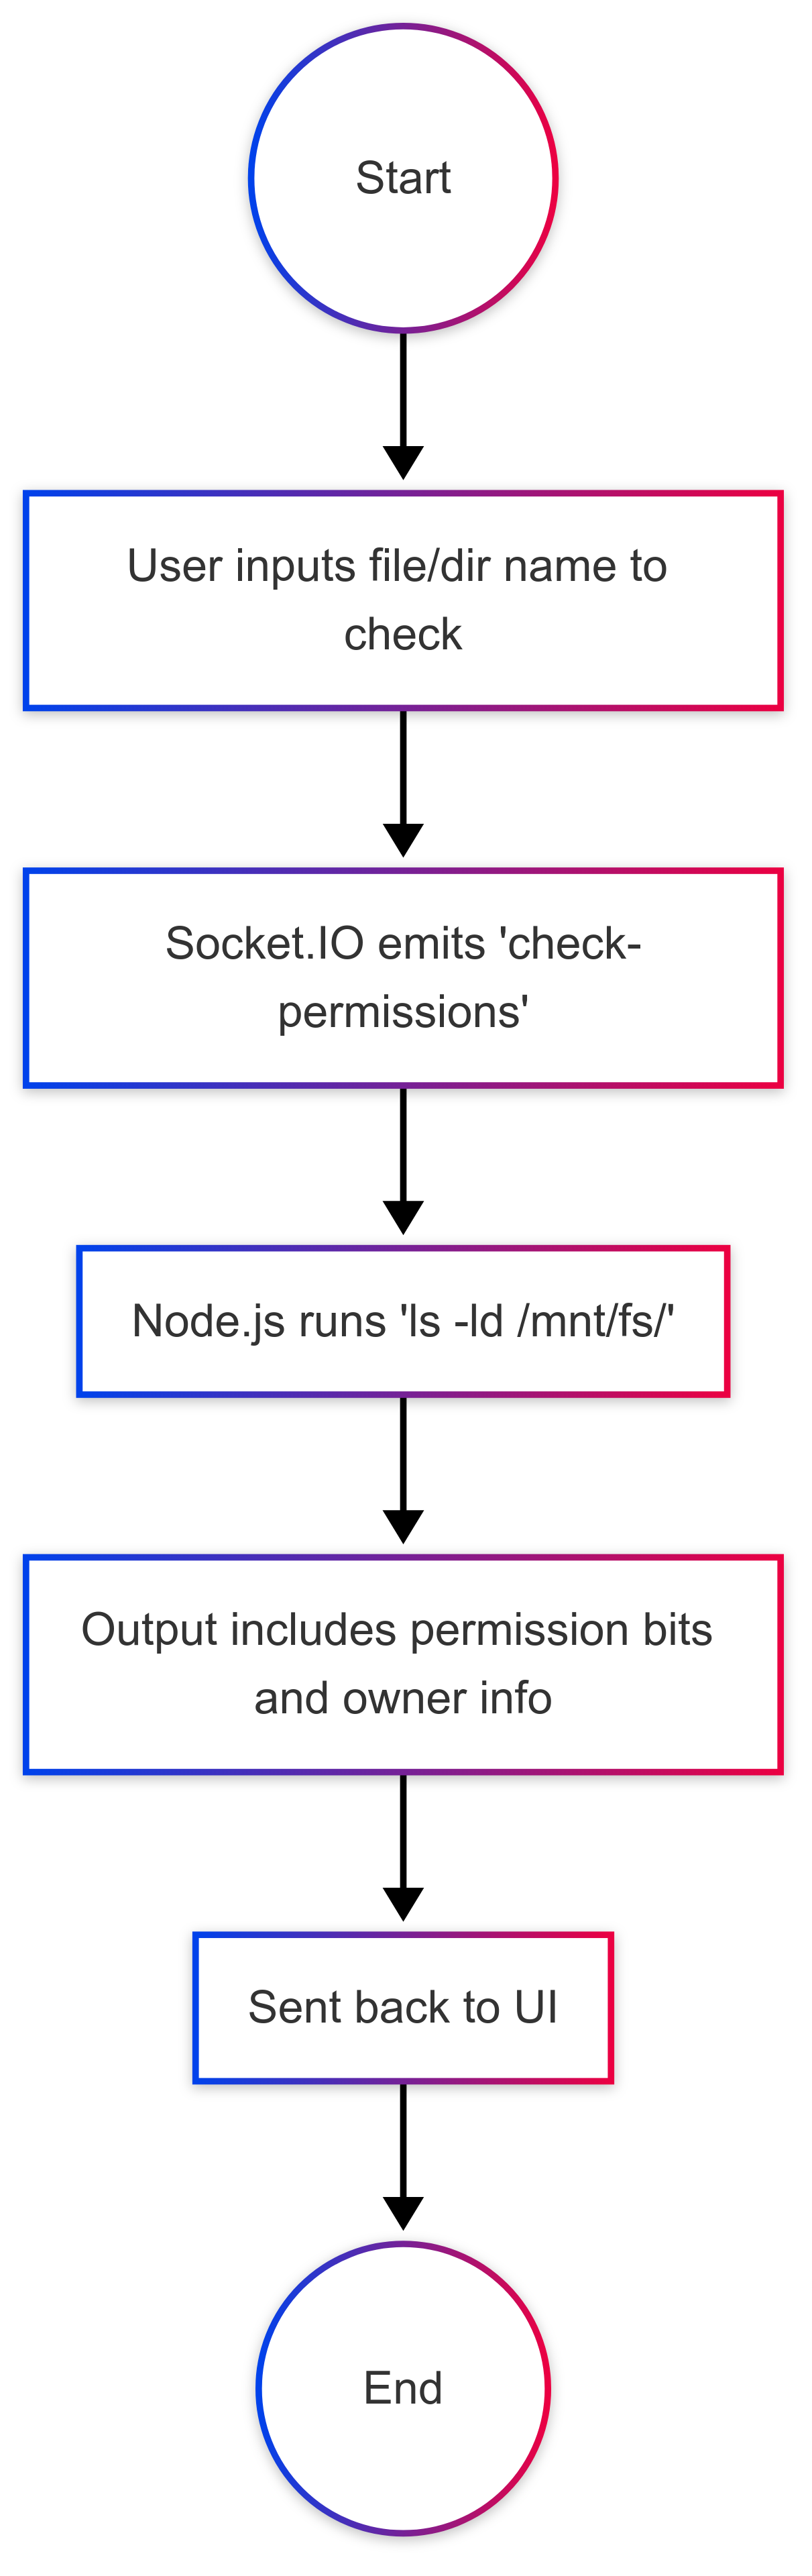 Start
User inputs file/dir name to
check
Socket.IO emits 'check-
permissions'
Node.js runs 'ls -ld /mnt/fs/'
Output includes permission bits
and owner info
Sent back to UI
End